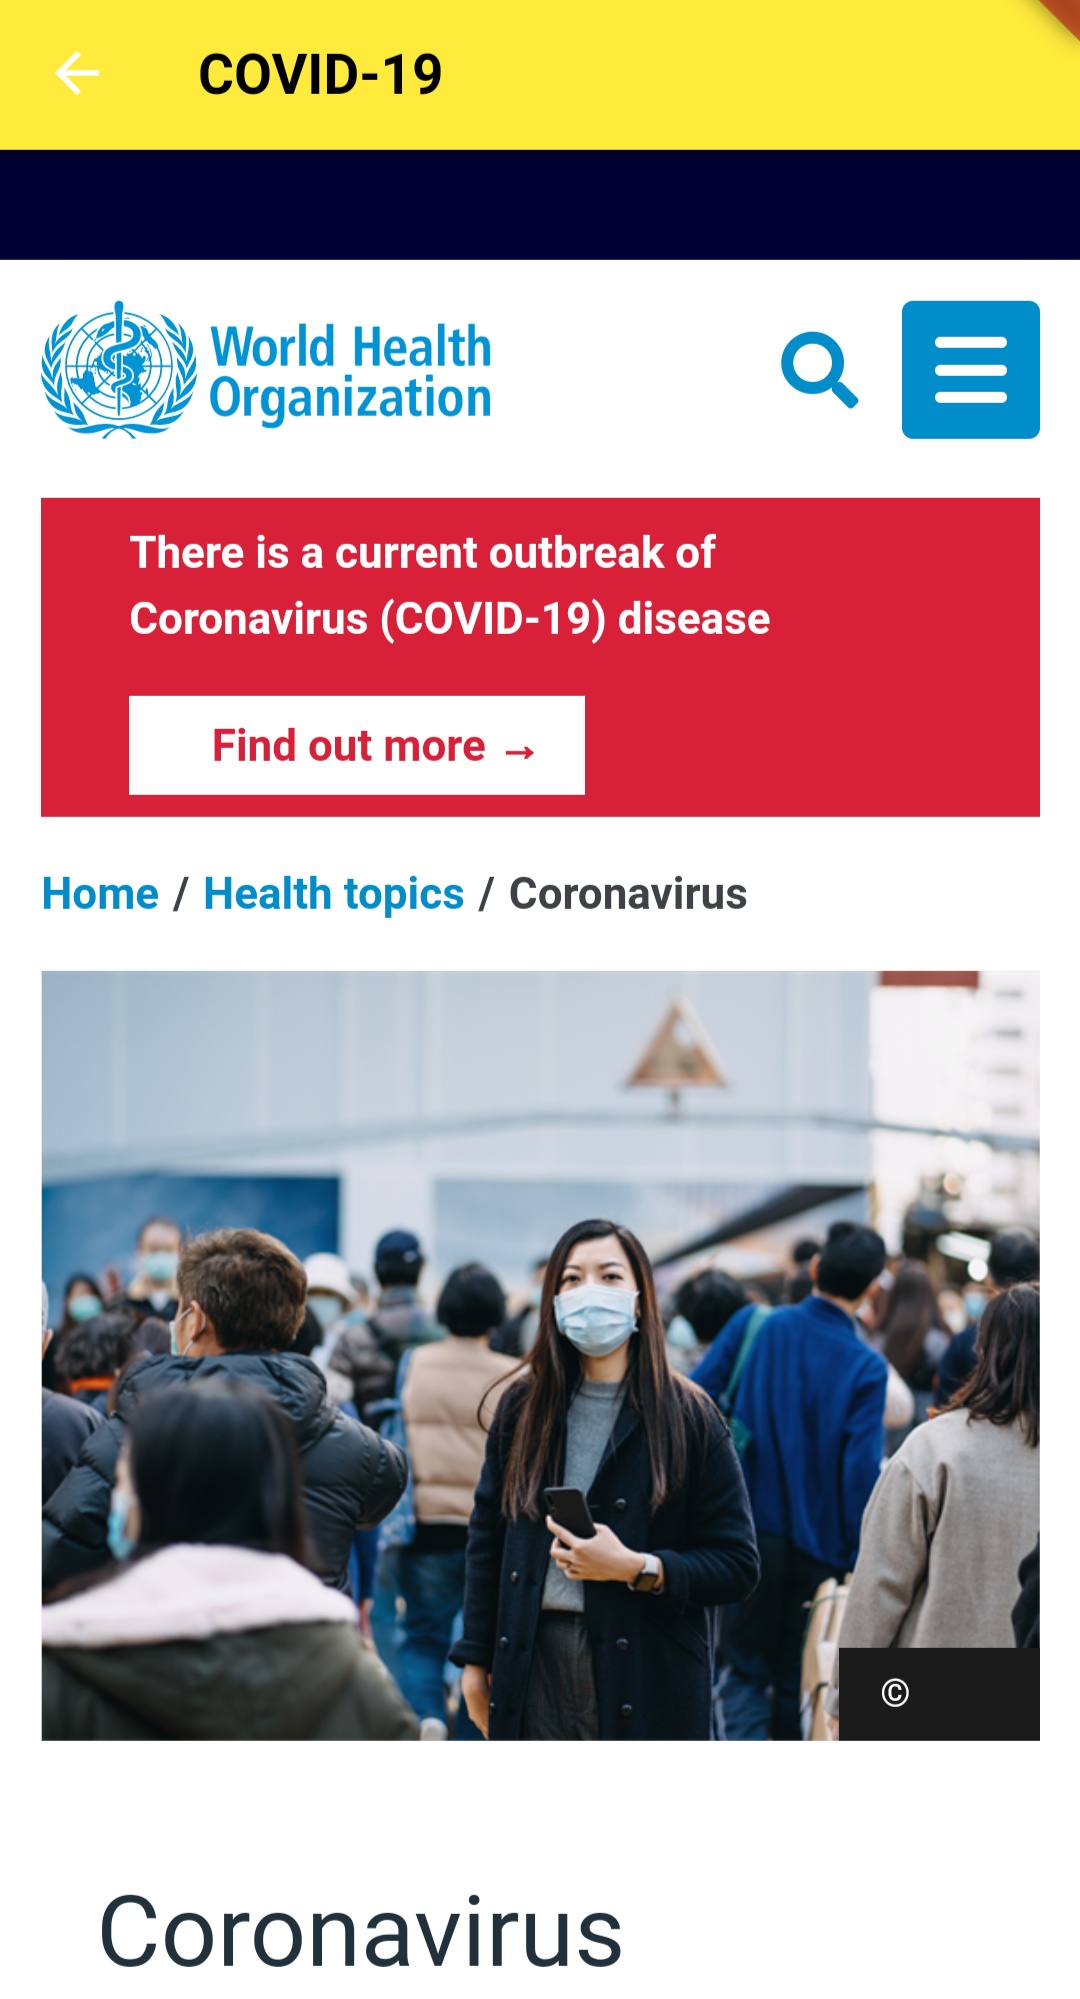 COVID-19
World Health
Organization
There is a current outbreak of
Coronavirus (COVID-19) disease
Find out more →
Home / Health topics / Coronavirus
©
Coronavirus